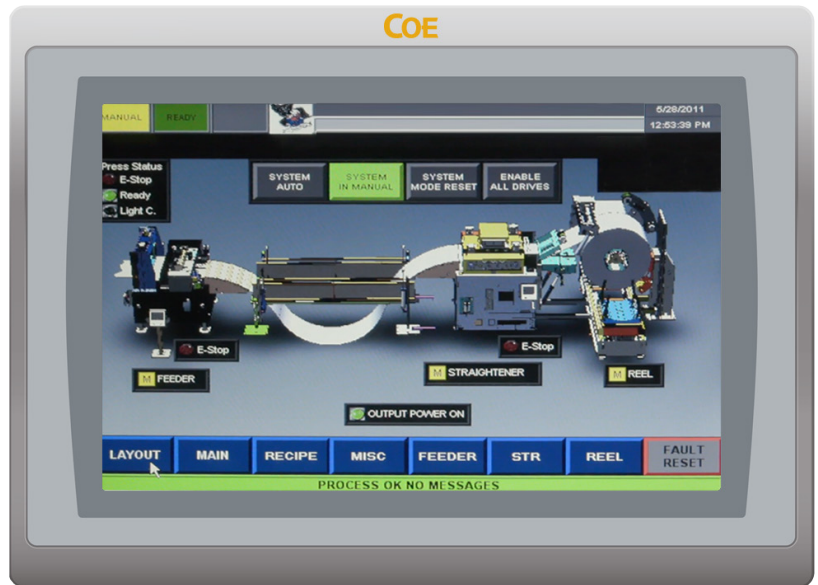 COE
MANUAL
READY
5/28/2011
12:53:39 PM
Press Status
E-Stop
Ready
Light C.
SYSTEM
AUTO
SYSTEM
IN MANUAL
SYSTEM
MODE RESET
ENABLE
ALL DRIVES
E-Stop
E-Stop
M FEEDER
M STRAIGHTENER
M REEL
OUTPUT POWER ON
LAYOUT
MAIN
RECIPE
MISC
FEEDER
STR
REEL
FAULT
RESET
PROCESS OK NO MESSAGES